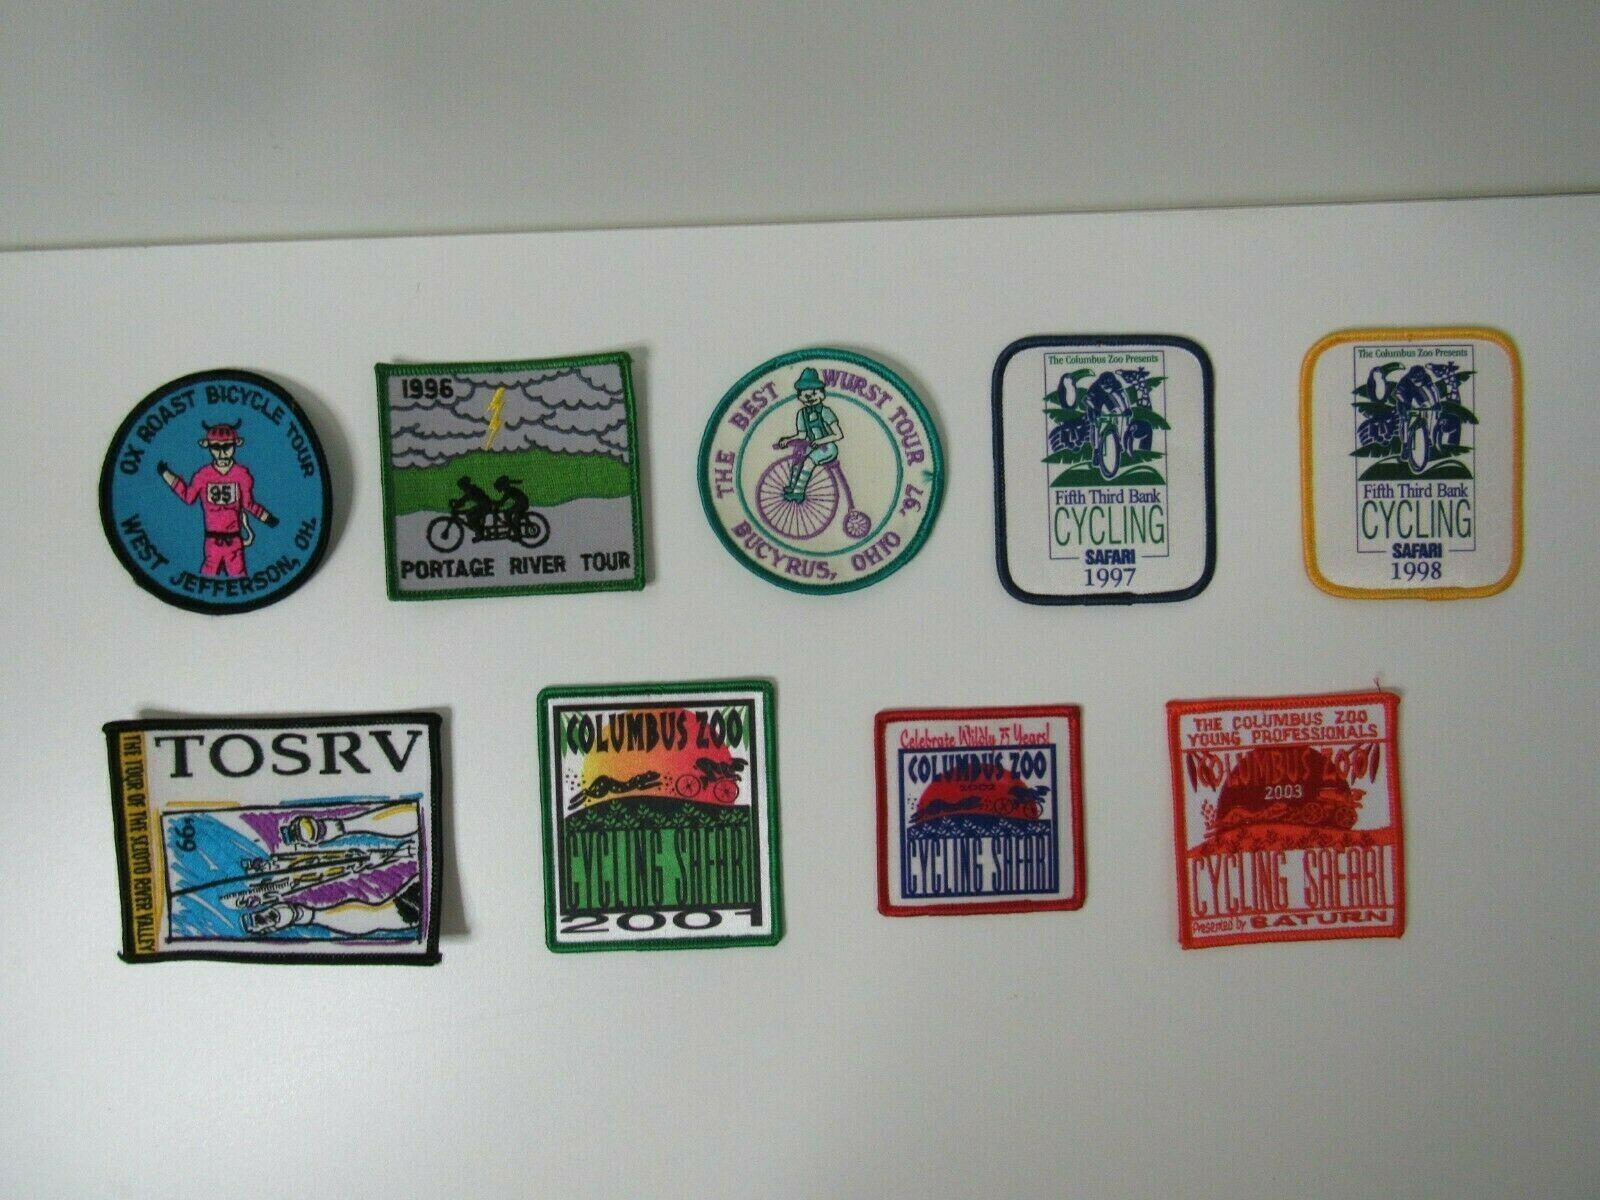 OX ROAST BICYCLE TOUR
95
WEST JEFFERSON, OH.
1996
PORTAGE RIVER TOUR
THE BEST WURST TOUR '97
BUCYRUS, OHIO
The Columbus Zoo Presents
Fifth Third Bank
CYCLING
SAFARI
1997
The Columbus Zoo Presents
Fifth Third Bank
CYCLING
SAFARI
1998
TOSRV
THE TOUR OF THE SCIOTO RIVER VALLEY
'99
COLUMBUS ZOO
CYCLING SAFARI
2001
Celebrate Wildly 75 Years!
COLUMBUS ZOO
2002
CYCLING SAFARI
THE COLUMBUS ZOO
YOUNG PROFESSIONALS
COLUMBUS ZOO
2003
CYCLING SAFARI
Presented by SATURN